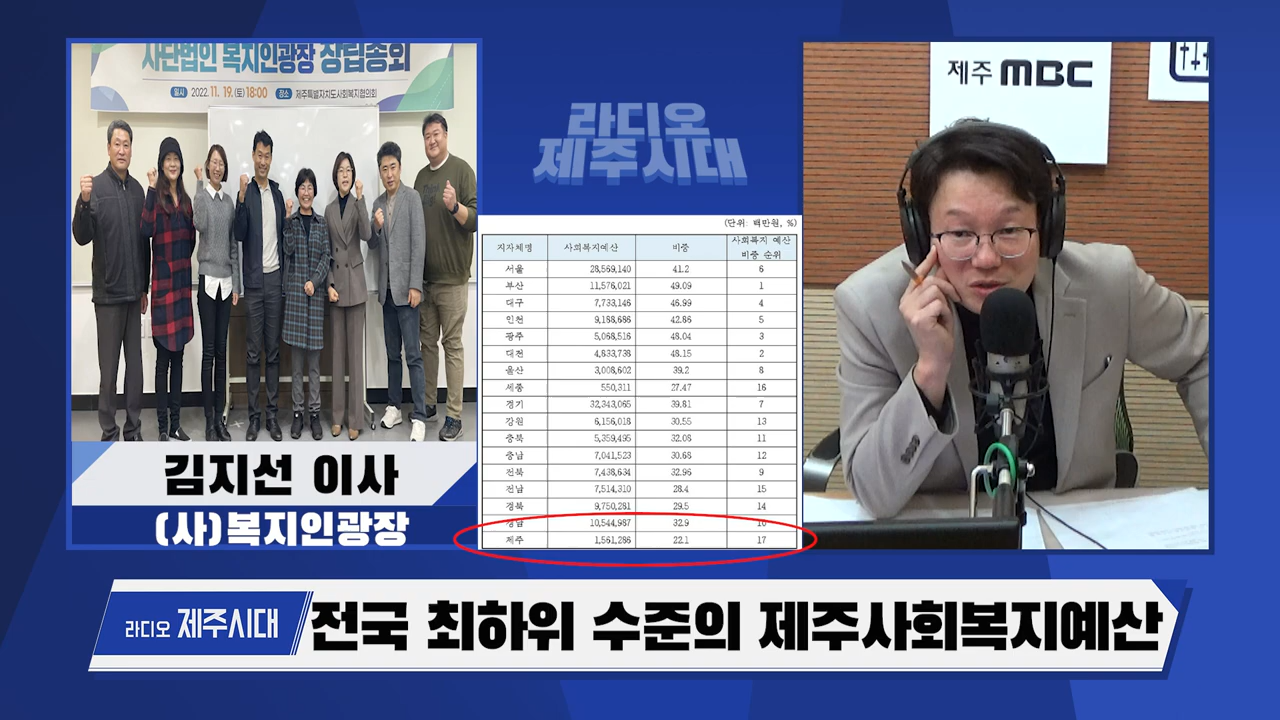 사단법인 복지인광장 창립총회
일시 2022. 11. 19. (토) 18:00 장소 제주특별자치도사회복지협의회
김지선 이사
(사)복지인광장
라디오
제주시대
(단위: 백만원, %)
지자체명 사회복지예산 비중 사회복지 예산 비중 순위
서울 28,569,140 41.2 6
부산 11,576,021 49.09 1
대구 7,733,146 46.99 4
인천 9,158,686 42.86 5
광주 5,068,516 48.04 3
대전 4,833,738 48.15 2
울산 3,008,602 39.2 8
세종 550,311 27.47 16
경기 32,343,065 39.81 7
강원 6,156,018 30.55 13
충북 5,359,495 32.08 11
충남 7,041,523 30.68 12
전북 7,438,634 32.96 9
전남 7,514,310 28.4 15
경북 9,750,281 29.5 14
경남 10,544,987 32.9 10
제주 1,561,286 22.1 17
제주 MBC
라디오 제주시대
전국 최하위 수준의 제주사회복지예산